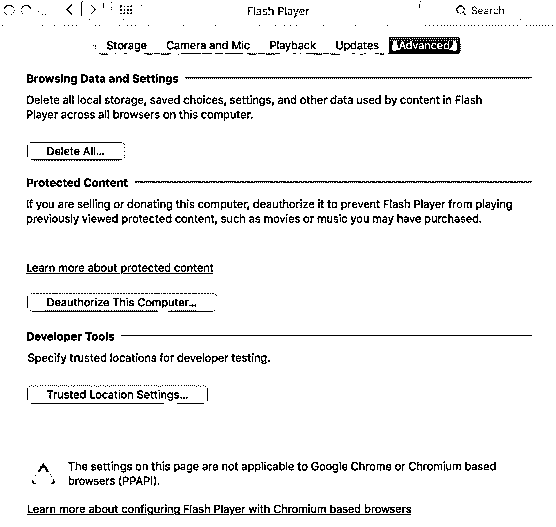 Flash Player
Search
Storage Camera and Mic Playback Updates Advanced
Browsing Data and Settings
Delete all local storage, saved choices, settings, and other data used by content in Flash
Player across all browsers on this computer.
Delete All...
Protected Content
If you are selling or donating this computer, deauthorize it to prevent Flash Player from playing
previously viewed protected content, such as movies or music you may have purchased.
Learn more about protected content
Deauthorize This Computer...
Developer Tools
Specify trusted locations for developer testing.
Trusted Location Settings...
The settings on this page are not applicable to Google Chrome or Chromium based
browsers (PPAPI).
Learn more about configuring Flash Player with Chromium based browsers